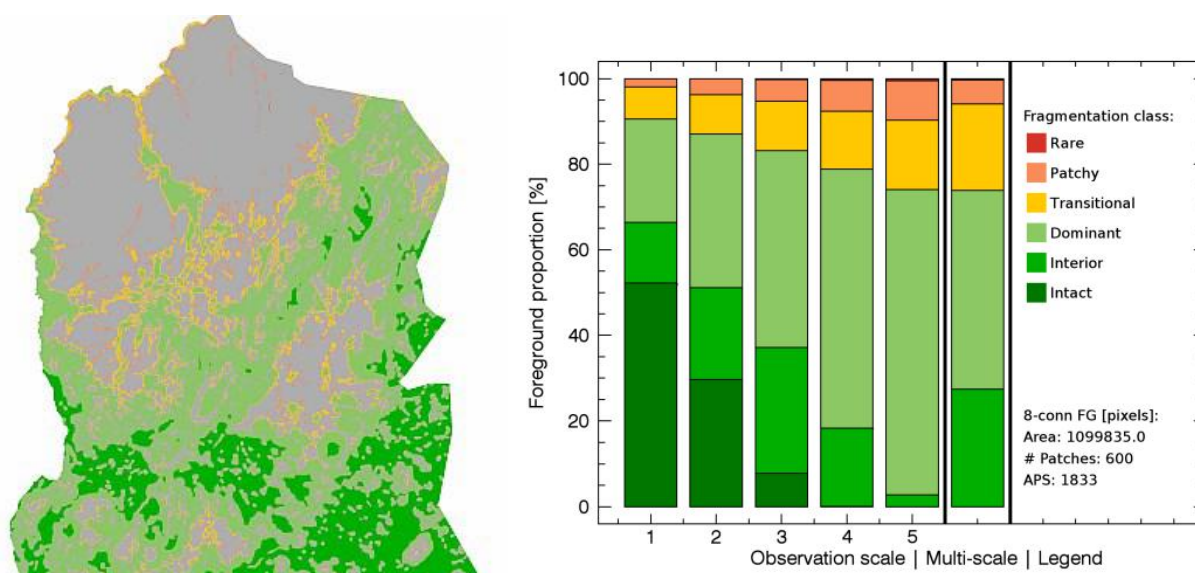 Foreground proportion [%]
100
80
60
40
20
0
1 2 3 4 5
Observation scale | Multi-scale | Legend
Fragmentation class:
Rare
Patchy
Transitional
Dominant
Interior
Intact
8-conn FG [pixels]:
Area: 1099835.0
# Patches: 600
APS: 1833